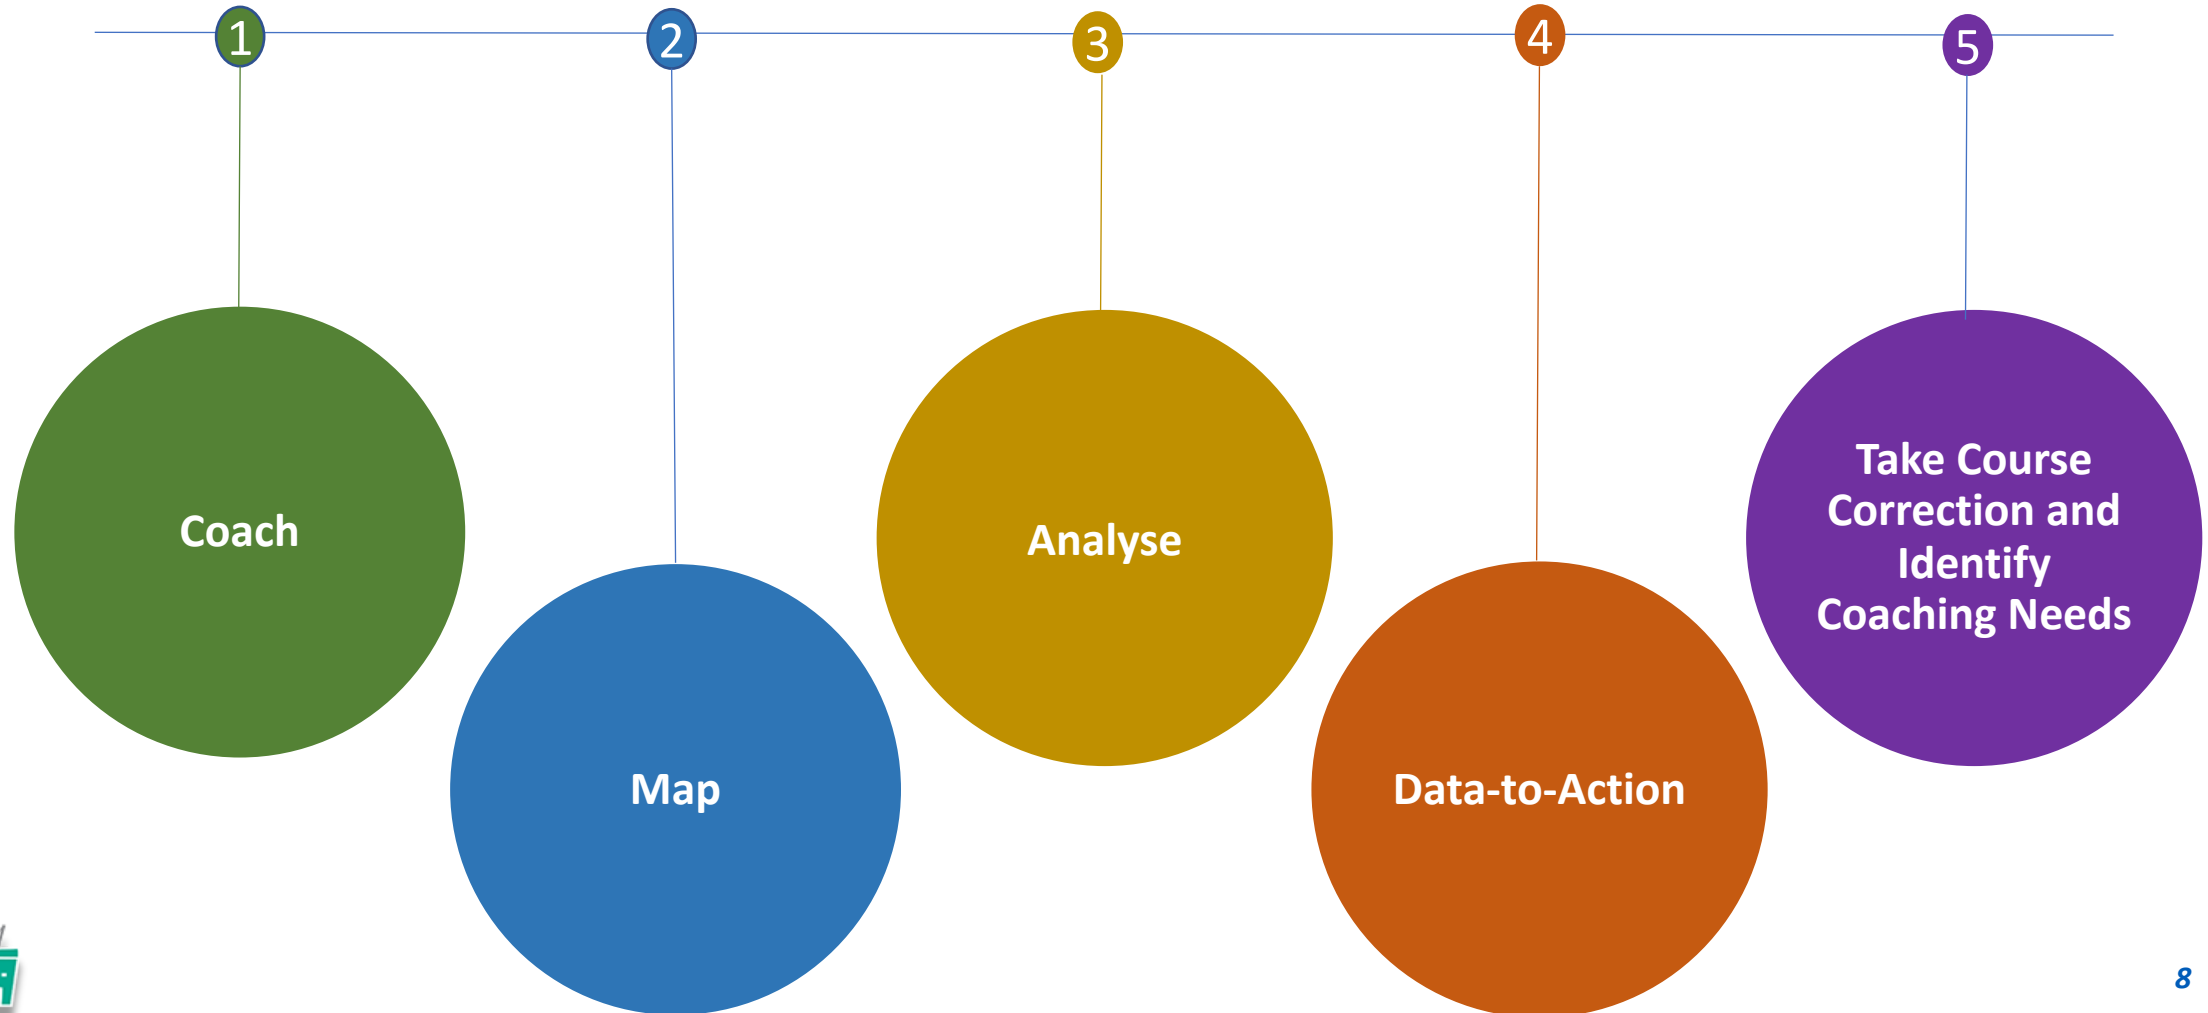 1
2
3
4
5
Coach
Map
Analyse
Data-to-Action
Take Course
Correction and
Identify
Coaching Needs
8